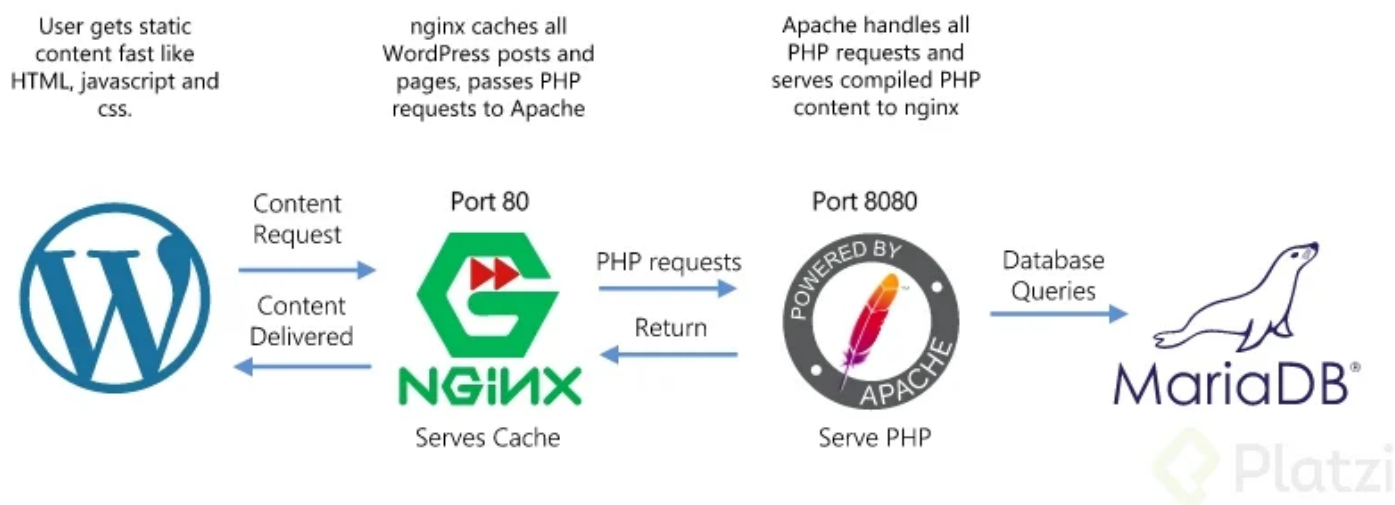 User gets static
content fast like
HTML, javascript and
css.
nginx caches all
WordPress posts and
pages, passes PHP
requests to Apache
Apache handles all
PHP requests and
serves compiled PHP
content to nginx
W
Content
Request
Content
Delivered
Port 80
NGiNX
Serves Cache
PHP requests
Return
Port 8080
POWERED BY
APACHE
™
Serve PHP
Database
Queries
MariaDB®
Platzi